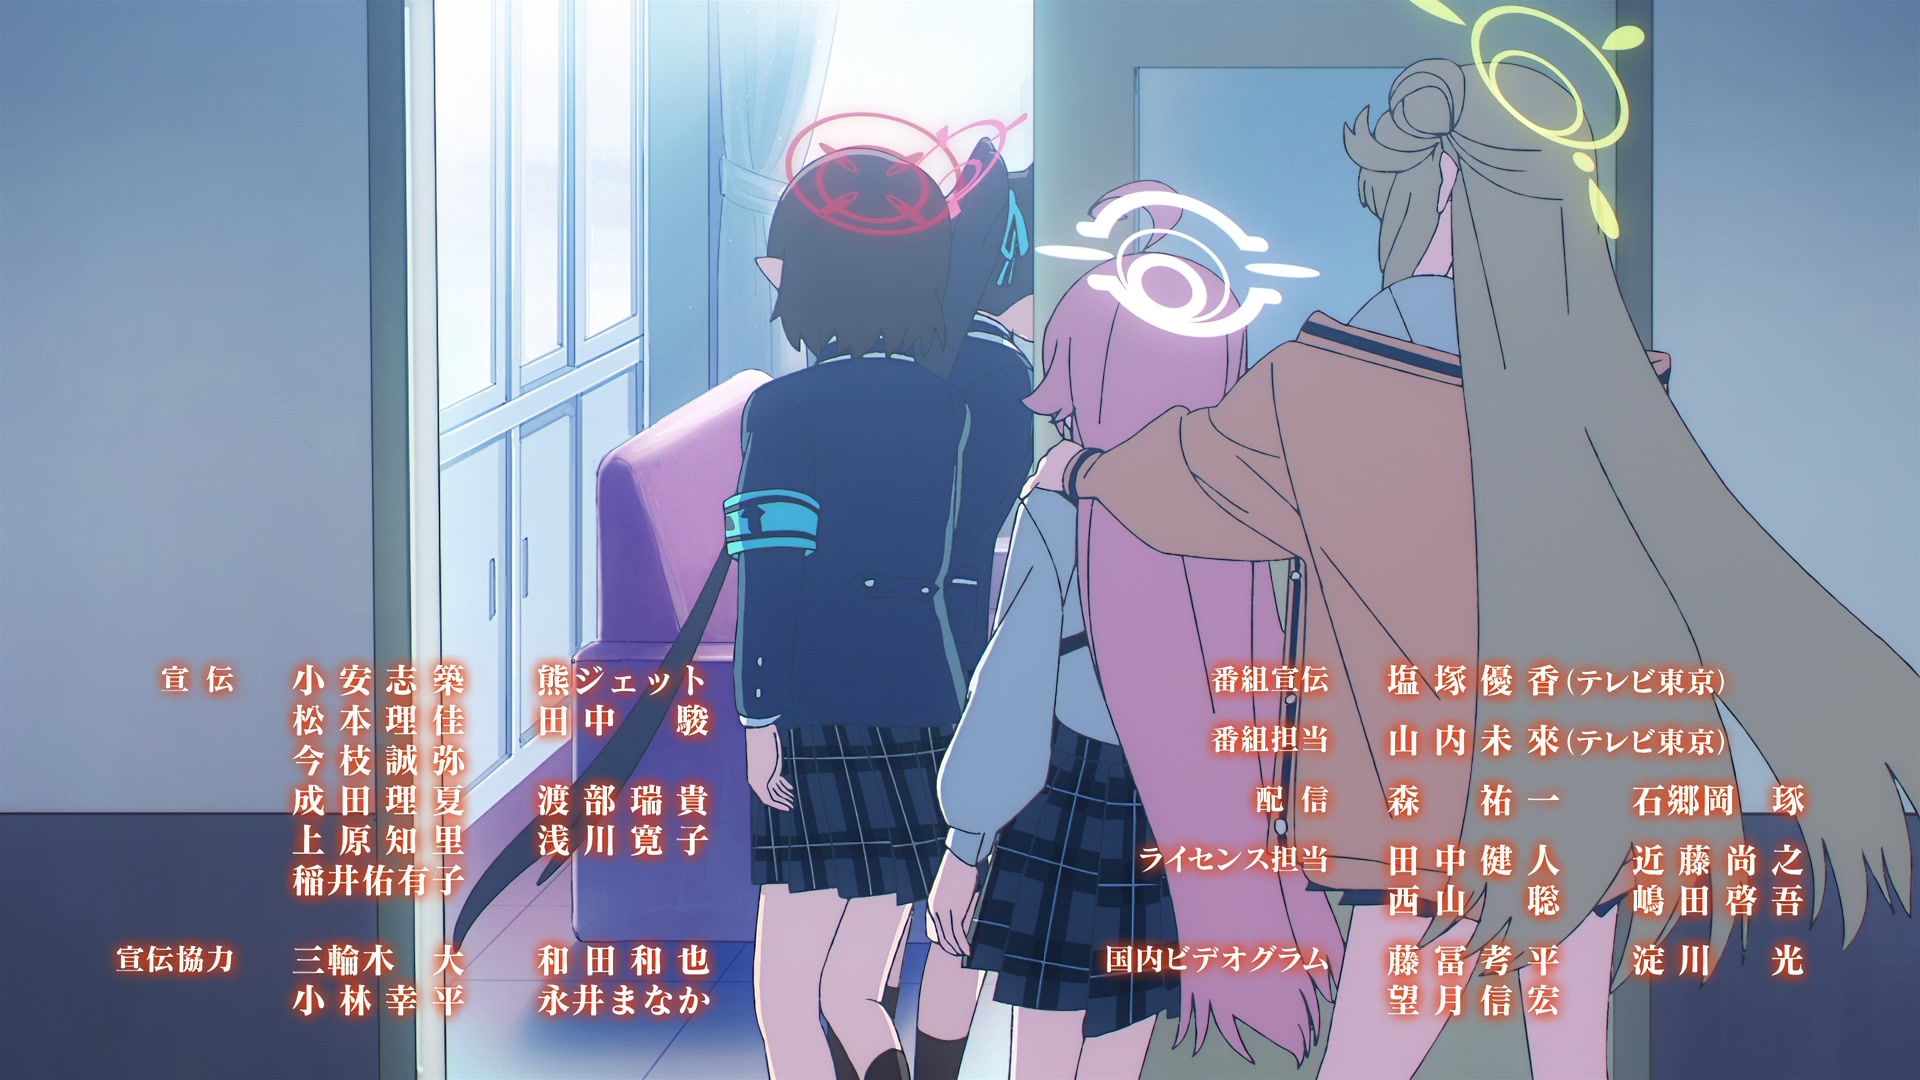 宣伝 小安志築 熊ジェット
松本理佳 田中駿
今枝誠弥
成田理夏 渡部瑞貴
上原知里 浅川寛子
稲井佑有子
宣伝協力 三輪木大 和田和也
小林幸平 永井まなか
番組宣伝 塩塚優香(テレビ東京)
番組担当 山内未來(テレビ東京)
配信 森祐一 石郷岡琢
ライセンス担当 田中健人 近藤尚之
西山聡 嶋田啓吾
国内ビデオグラム 藤冨考平 淀川光
望月信宏